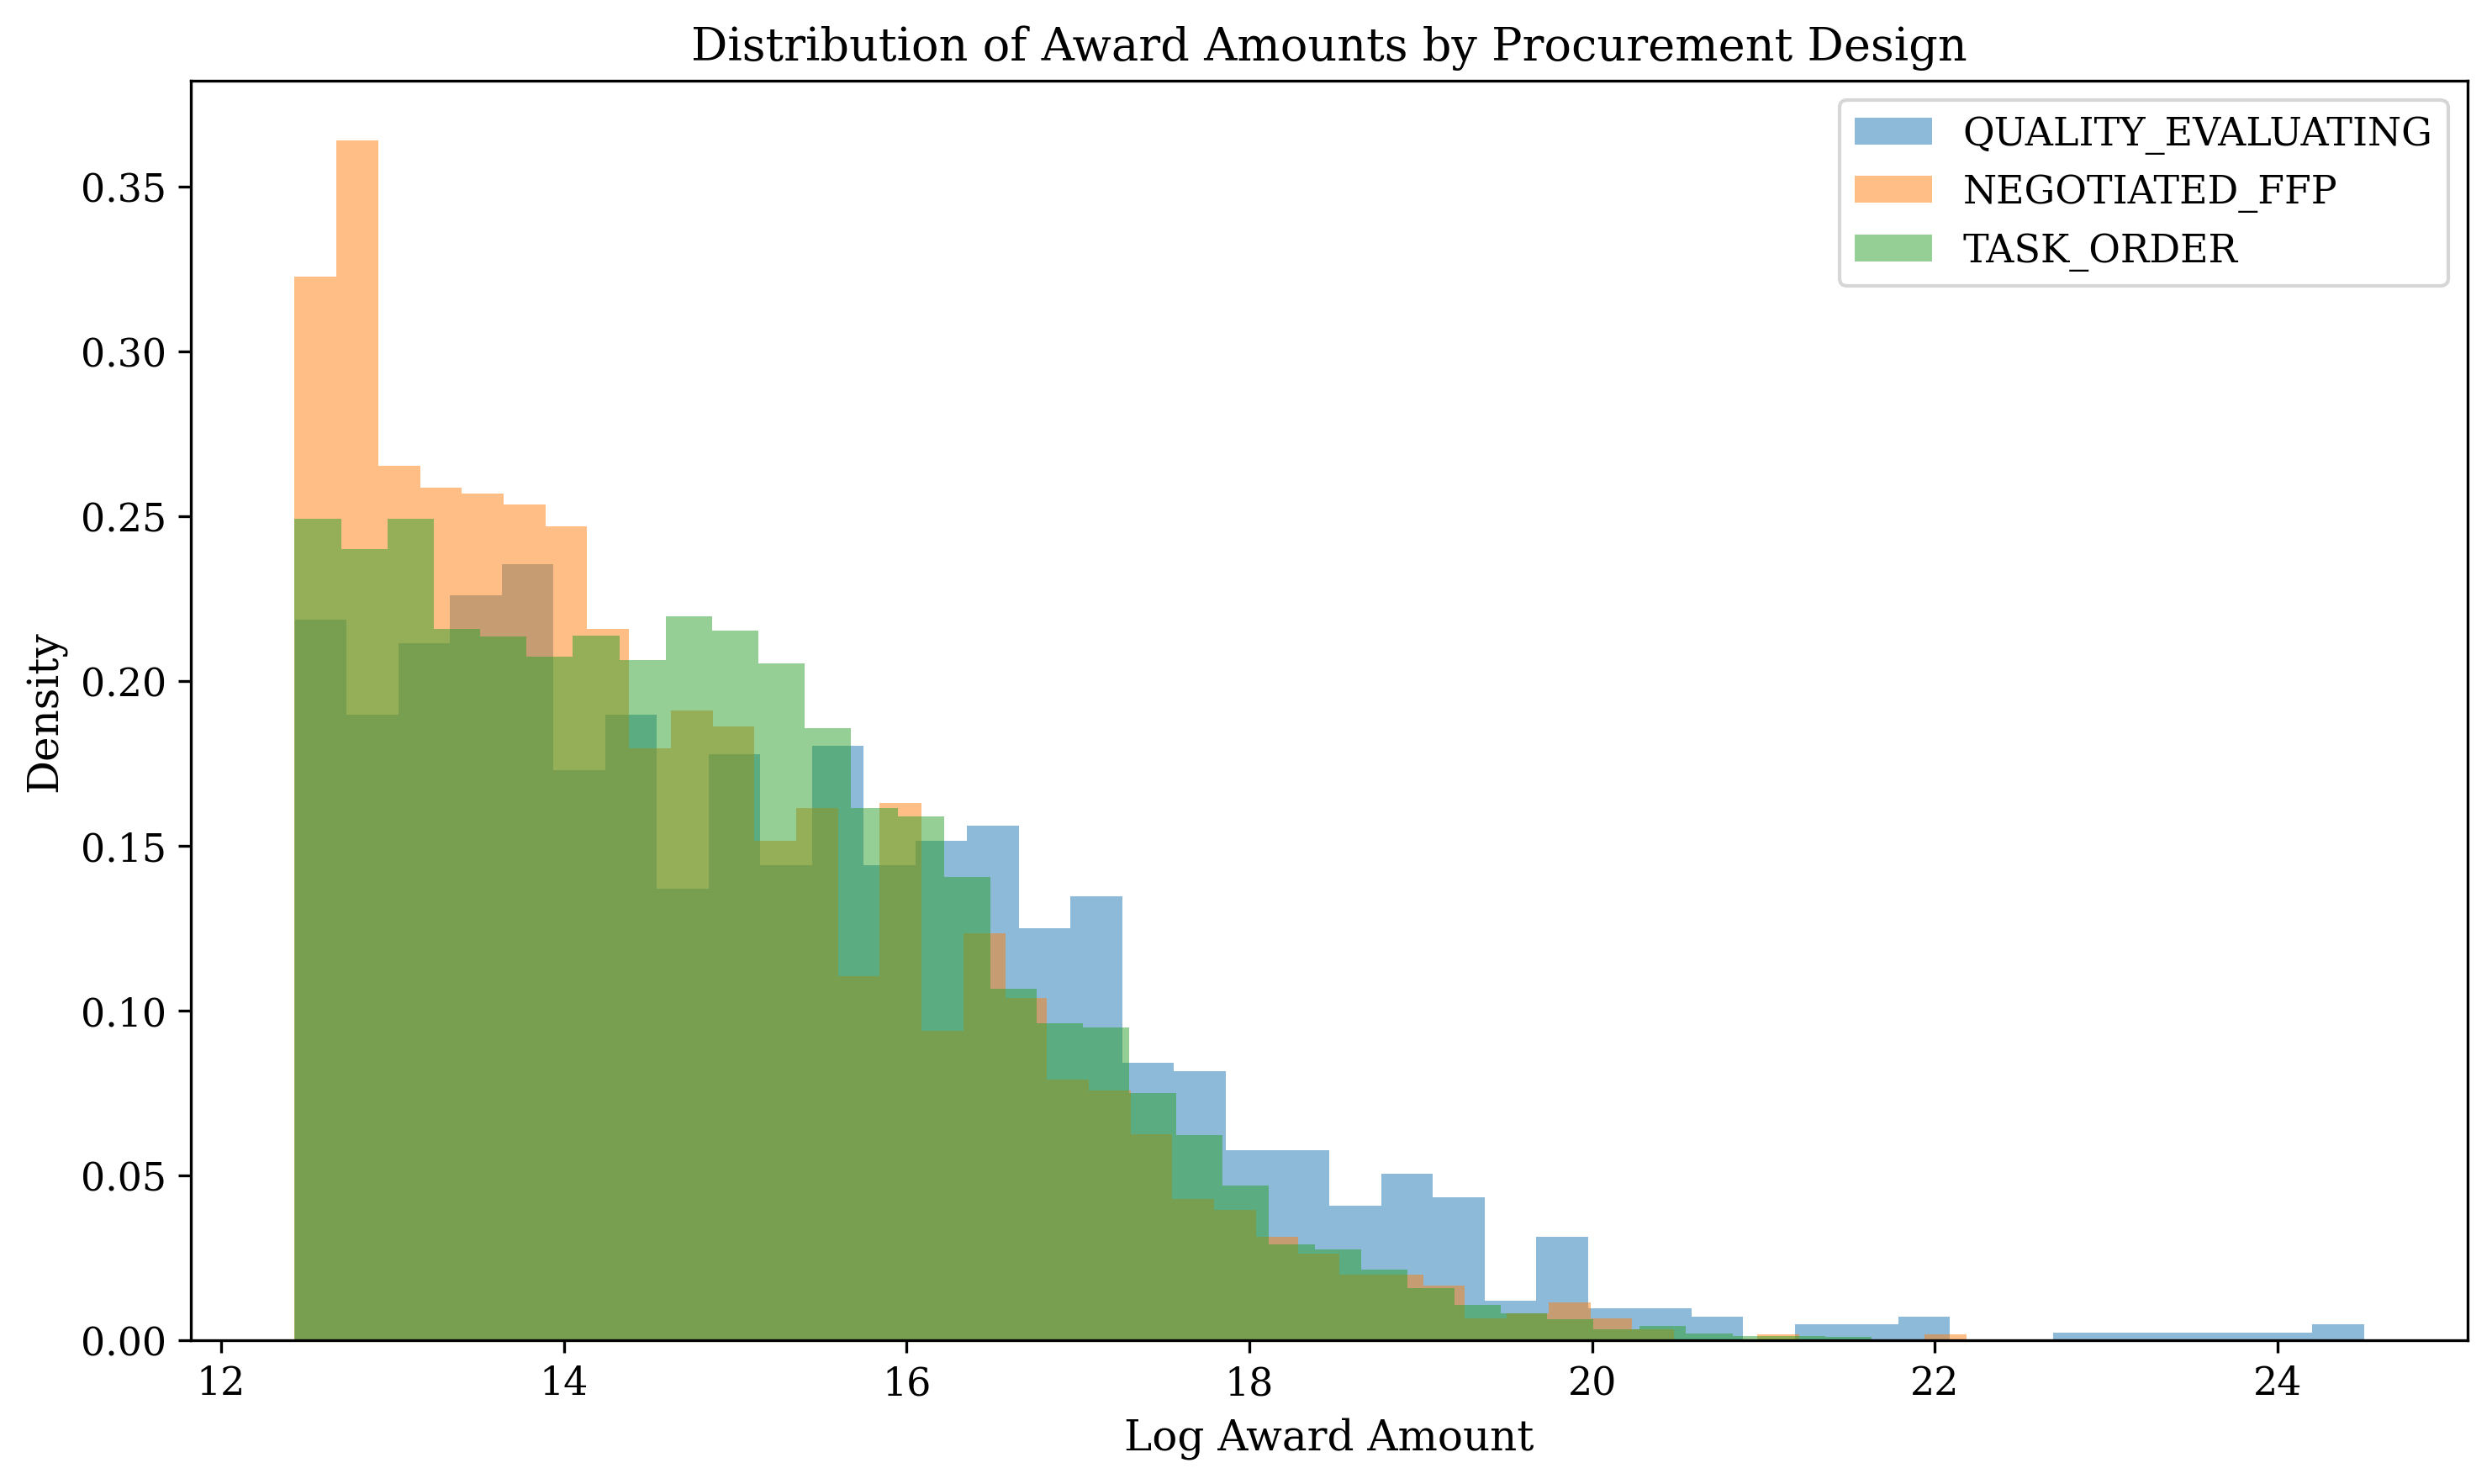 Distribution of Award Amounts by Procurement Design
QUALITY_EVALUATING
NEGOTIATED_FFP
TASK_ORDER
Density
0.35
0.30
0.25
0.20
0.15
0.10
0.05
0.00
12 14 16 18 20 22 24
Log Award Amount